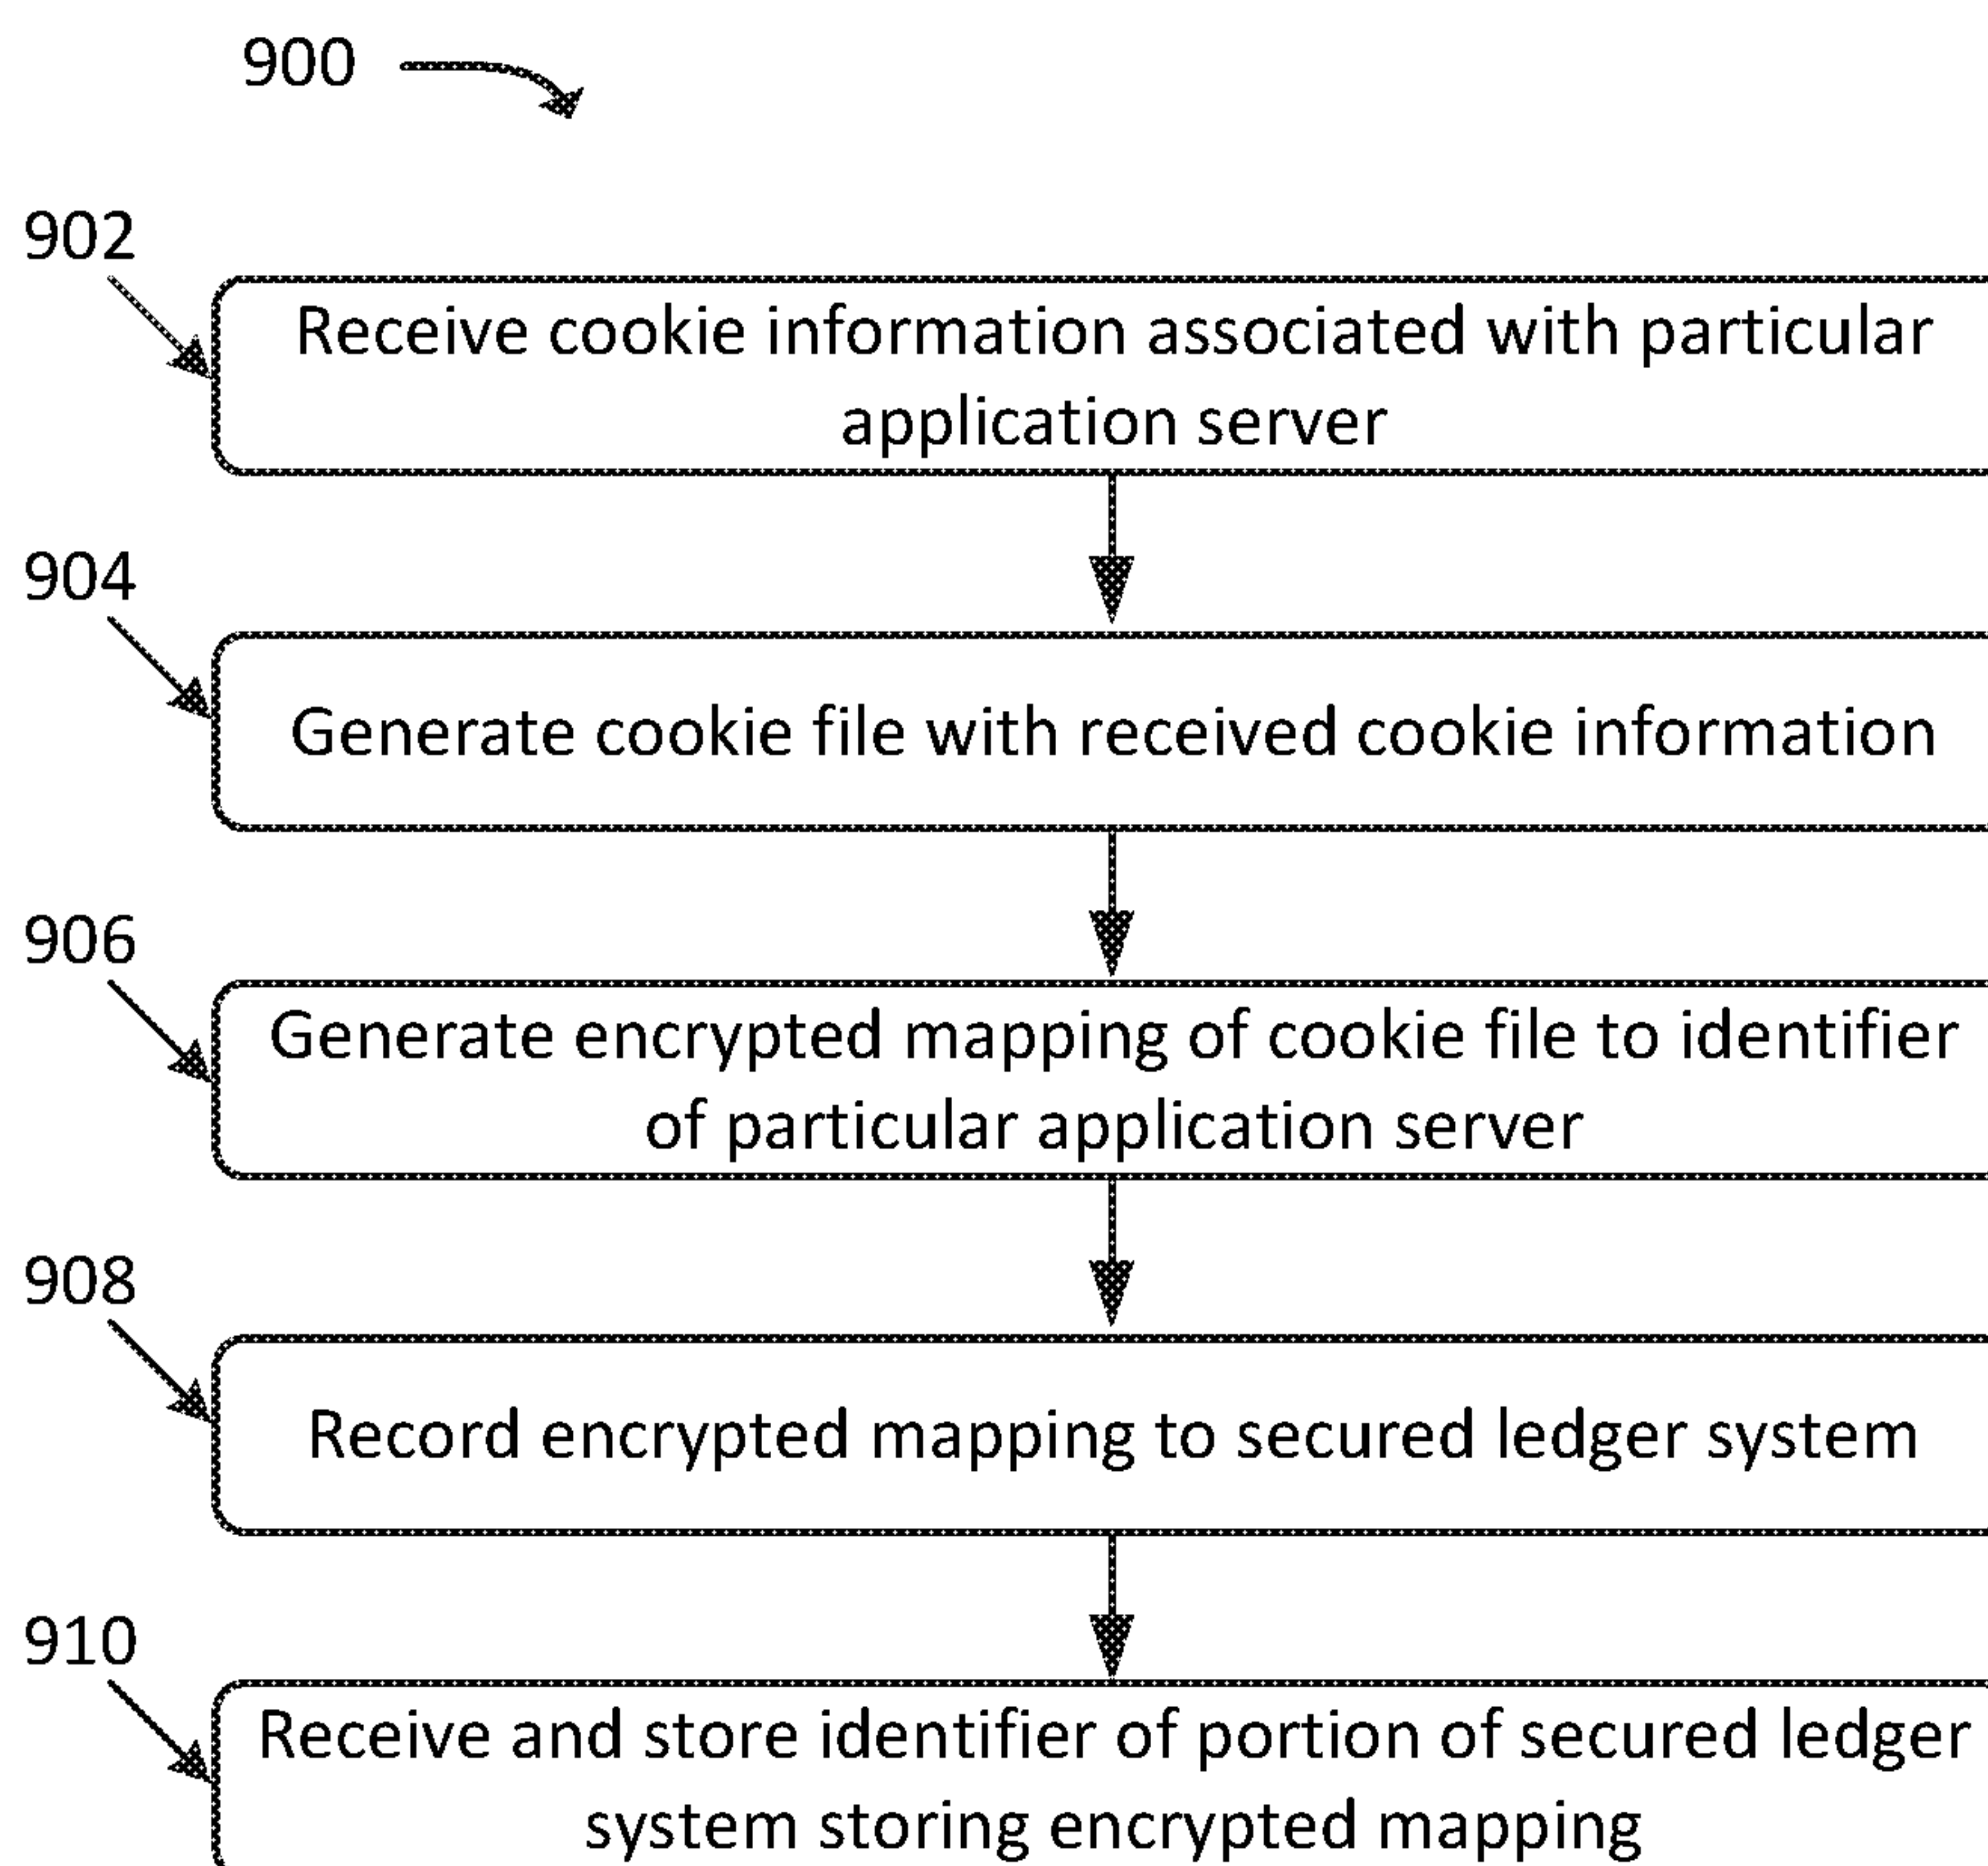 900
902
Receive cookie information associated with particular
application server
904
Generate cookie file with received cookie information
906
Generate encrypted mapping of cookie file to identifier
of particular application server
908
Record encrypted mapping to secured ledger system
910
Receive and store identifier of portion of secured ledger
system storing encrypted mapping